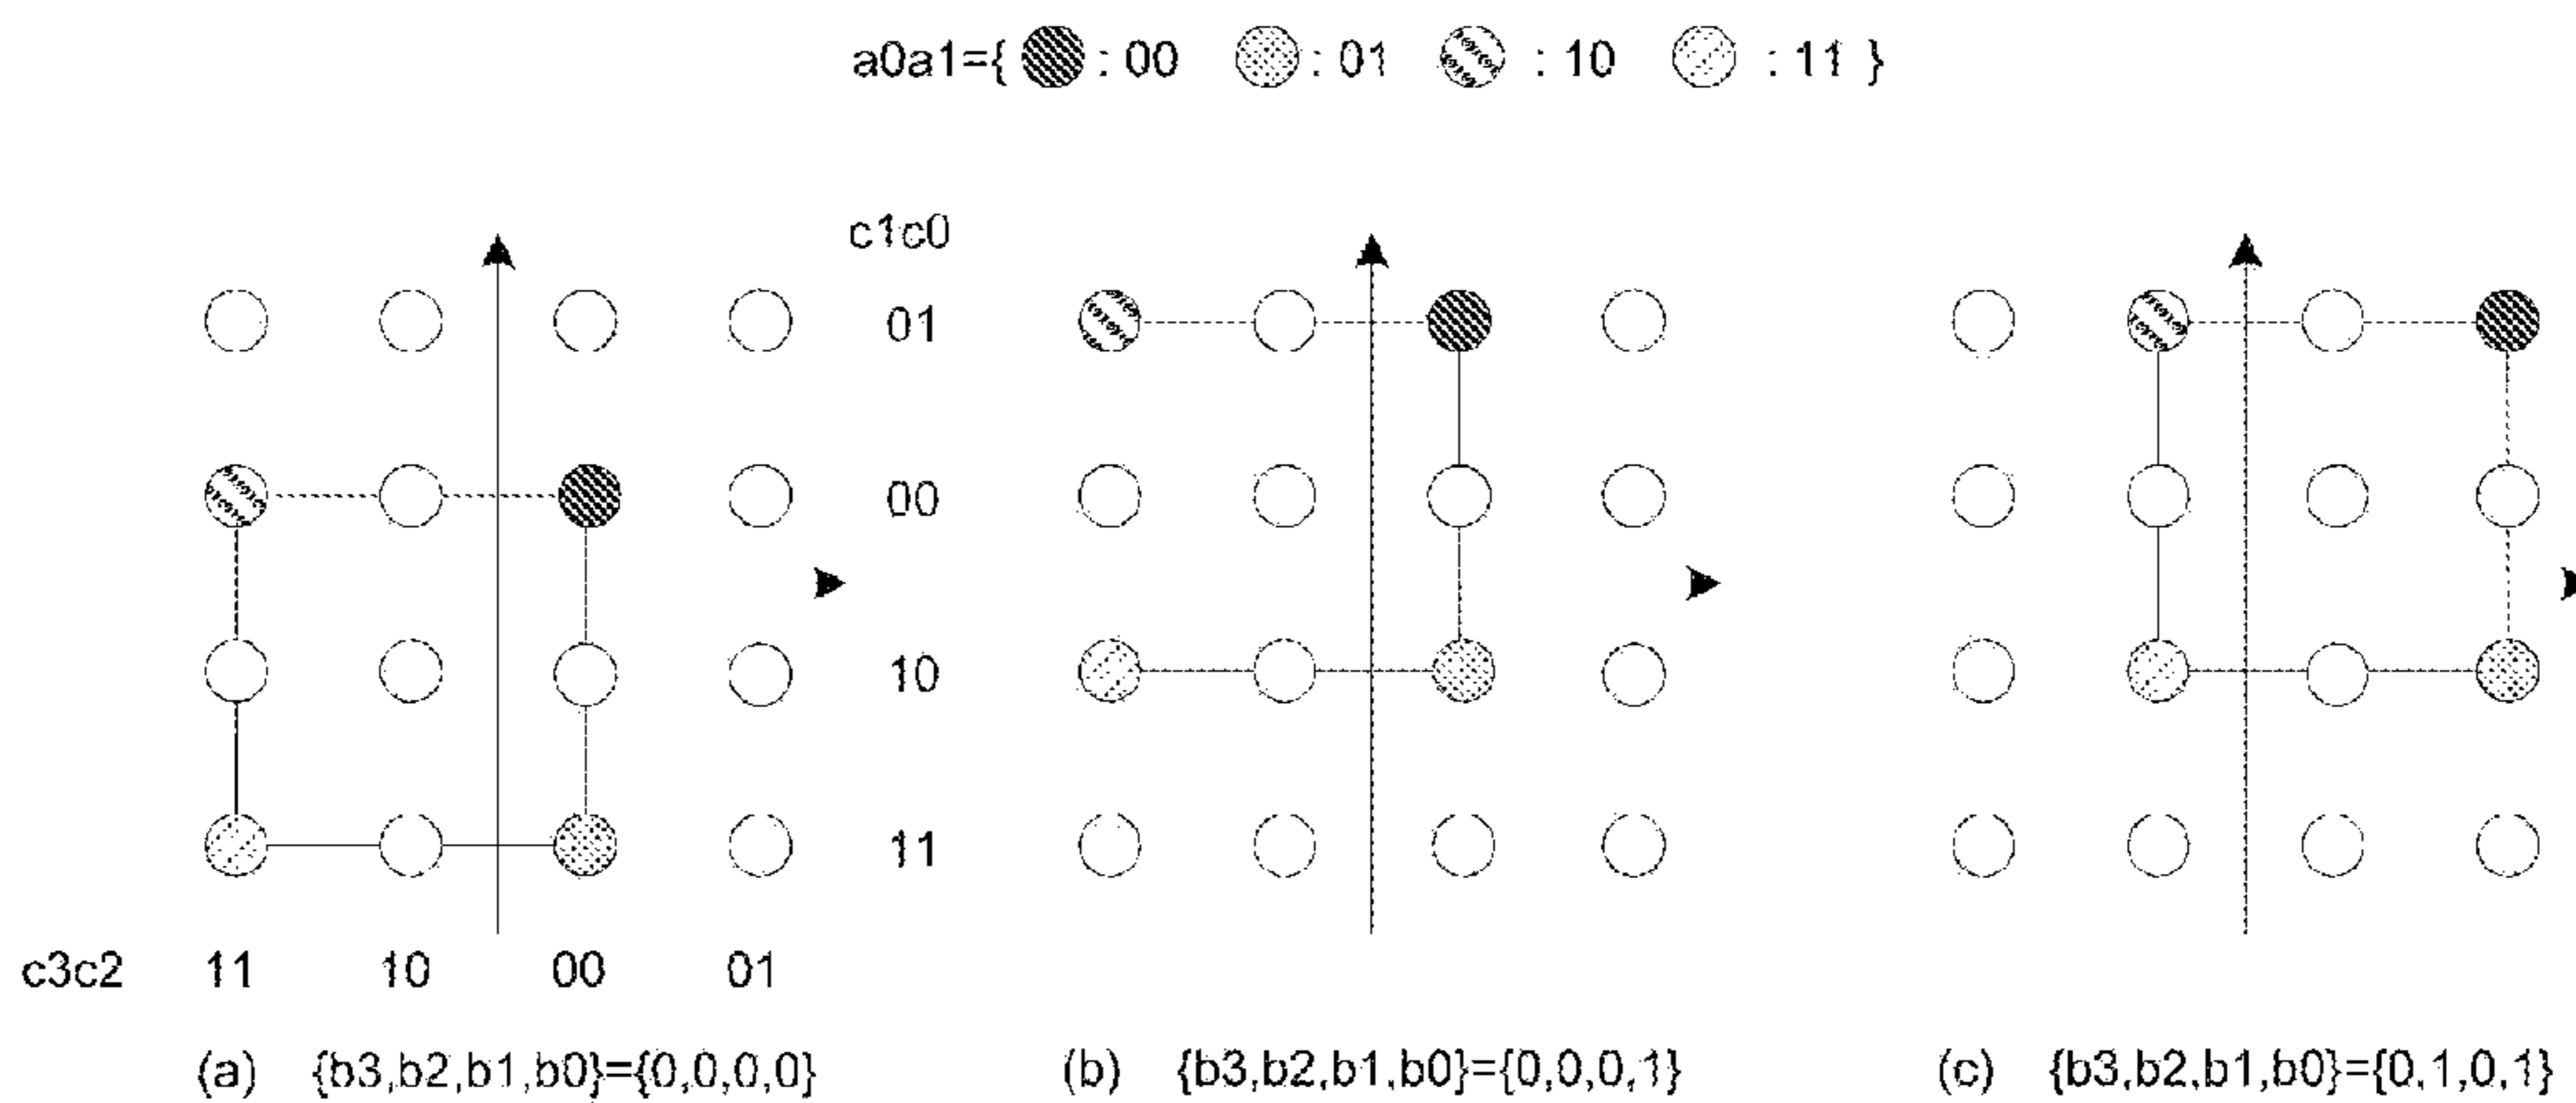 a0a1={ : 00 : 01 : 10 : 11 }
c1c0
01
00
10
11
c3c2 11 10 00 01
(a) {b3,b2,b1,b0}={0,0,0,0} (b) {b3,b2,b1,b0}={0,0,0,1} (c) {b3,b2,b1,b0}={0,1,0,1}